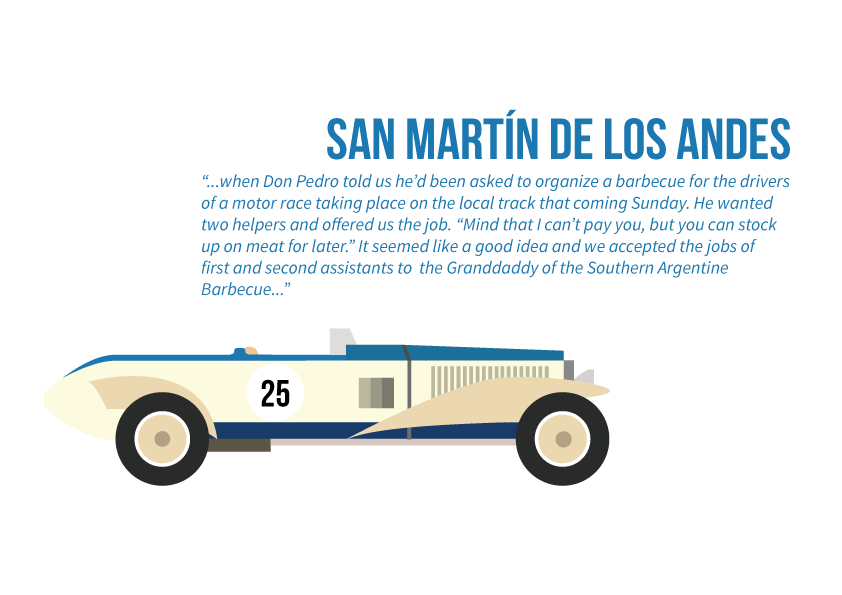 SAN MARTÍN DE LOS ANDES
“...when Don Pedro told us he’d been asked to organize a barbecue for the drivers
of a motor race taking place on the local track that coming Sunday. He wanted
two helpers and offered us the job. “Mind that I can’t pay you, but you can stock
up on meat for later.” It seemed like a good idea and we accepted the jobs of
first and second assistants to  the Granddaddy of the Southern Argentine
Barbecue...”
25